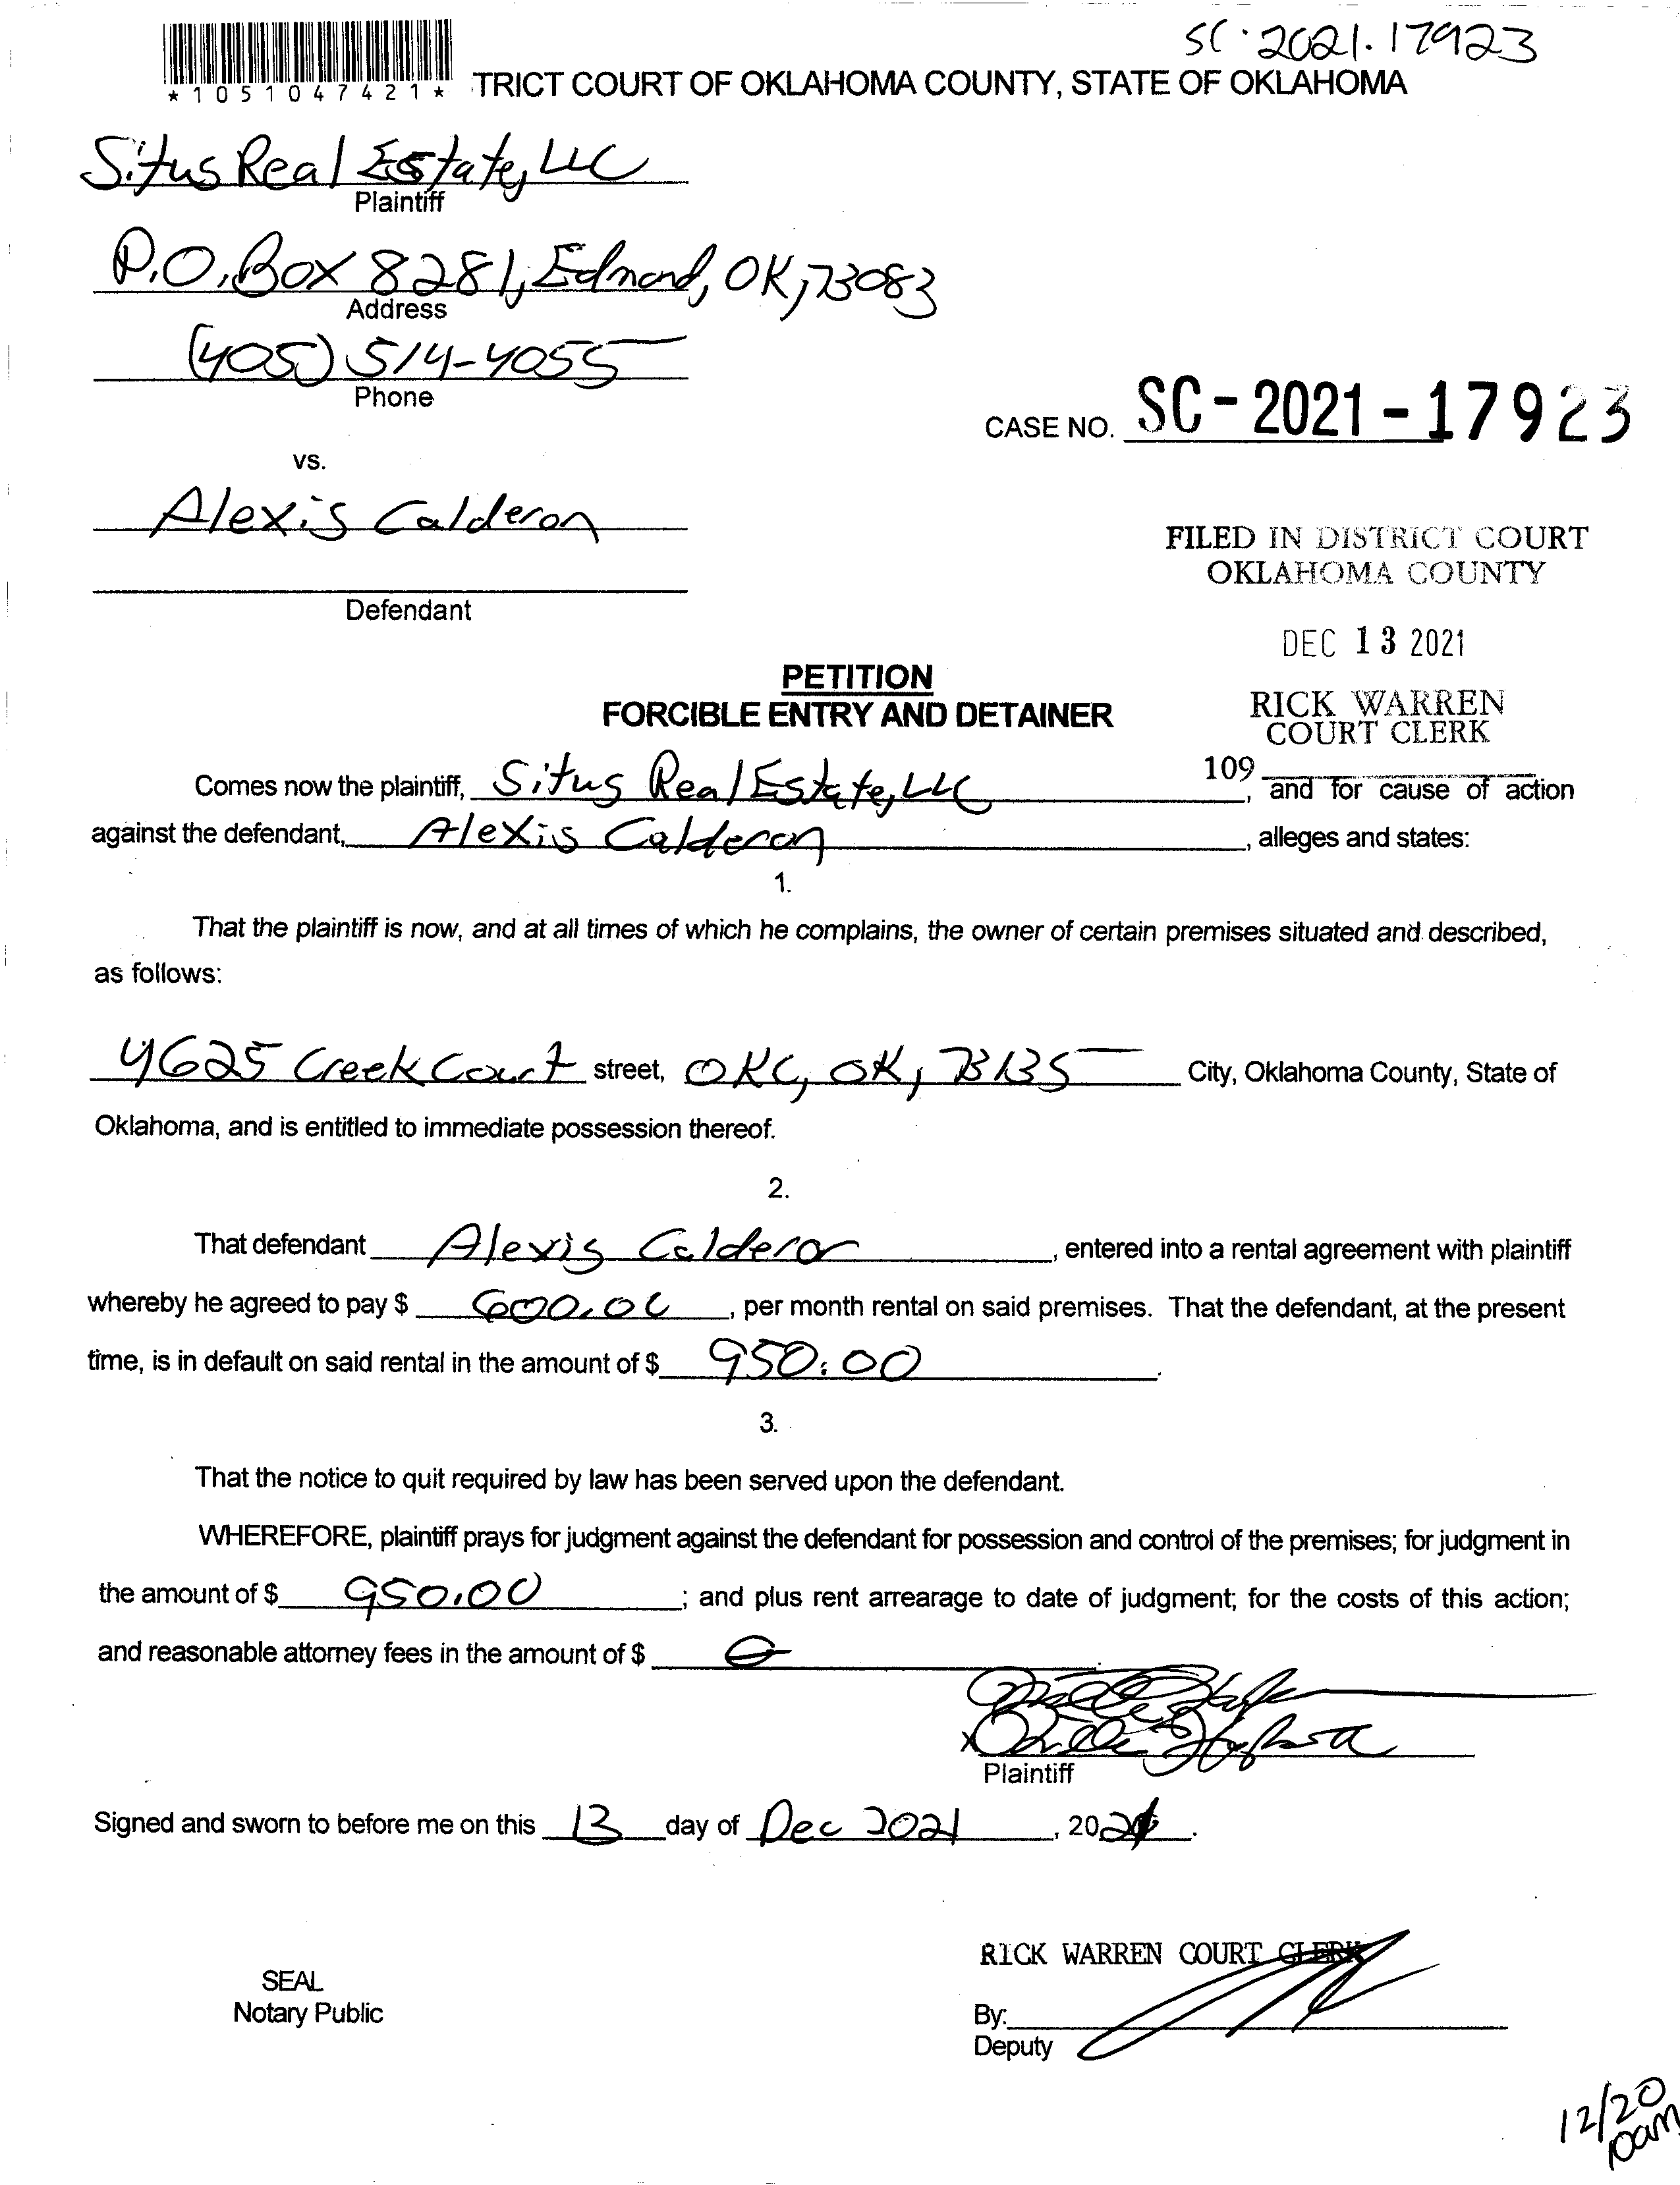 SC-2021-17923
*1051047421* TRICT COURT OF OKLAHOMA COUNTY, STATE OF OKLAHOMA
Situs Real Estate, LLC
Plaintiff
P.O. Box 8281, Edmond, OK, 73083
Address
(405) 514-4055
Phone
CASE NO. SC-2021-17923
vs.
Alexis Calderon
Defendant
FILED IN DISTRICT COURT
OKLAHOMA COUNTY
DEC 13 2021
RICK WARREN
COURT CLERK
109
PETITION
FORCIBLE ENTRY AND DETAINER
Comes now the plaintiff, Situs Real Estate, LLC, and for cause of action
against the defendant, Alexis Calderon, alleges and states:
1.
That the plaintiff is now, and at all times of which he complains, the owner of certain premises situated and described,
as follows:
4625 Creek Court street, OKC, OK, 73135 City, Oklahoma County, State of
Oklahoma, and is entitled to immediate possession thereof.
2.
That defendant Alexis Calderon, entered into a rental agreement with plaintiff
whereby he agreed to pay $ 600.00, per month rental on said premises. That the defendant, at the present
time, is in default on said rental in the amount of $ 950.00.
3.
That the notice to quit required by law has been served upon the defendant.
WHEREFORE, plaintiff prays for judgment against the defendant for possession and control of the premises; for judgment in
the amount of $ 950.00; and plus rent arrearage to date of judgment; for the costs of this action;
and reasonable attorney fees in the amount of $
X
Plaintiff
Signed and sworn to before me on this 13 day of Dec 2021, 2021.
RICK WARREN COURT CLERK
SEAL
Notary Public
By:
Deputy
12/20
10am